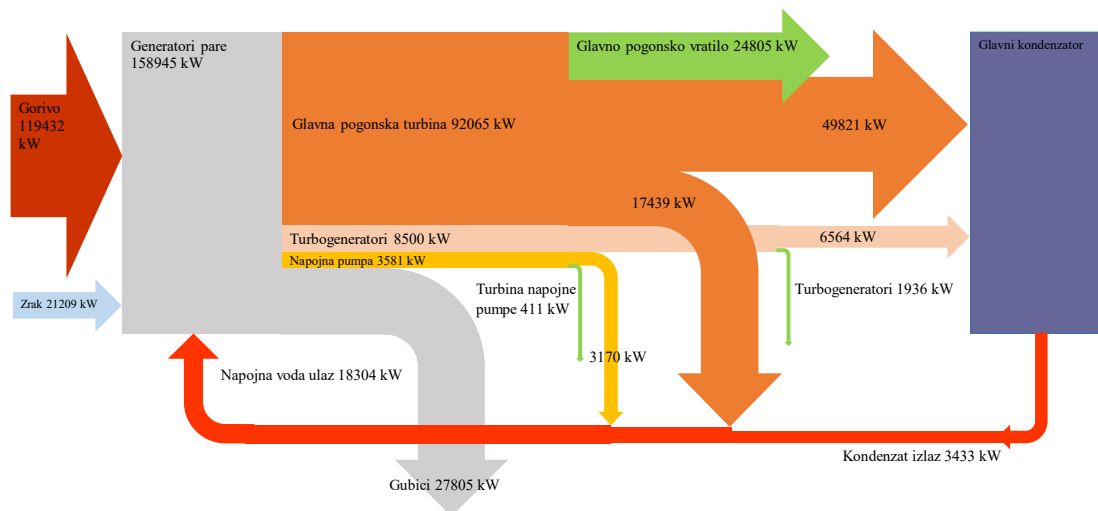 Generatori pare
158945 kW
Glavno pogonsko vratilo 24805 kW
Glavni kondenzator
Gorivo
119432
kW
Glavna pogonska turbina 92065 kW
49821 kW
17439 kW
Turbogeneratori 8500 kW
6564 kW
Napojna pumpa 3581 kW
Zrak 21209 kW
Turbina napojne
pumpe 411 kW
Turbogeneratori 1936 kW
3170 kW
Napojna voda ulaz 18304 kW
Kondenzat izlaz 3433 kW
Gubici 27805 kW